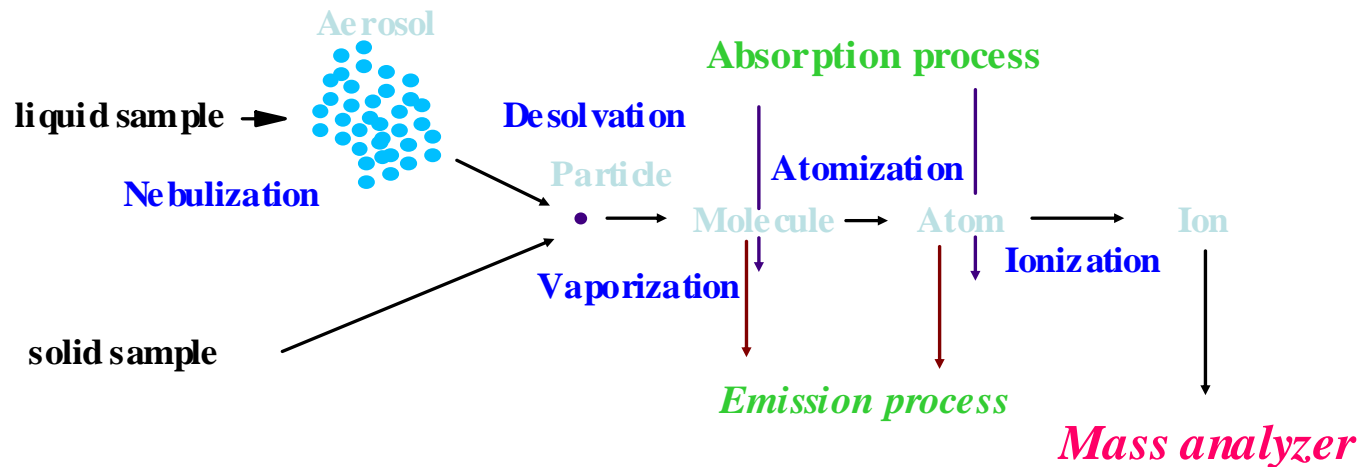 Aerosol
Absorption process
liquid sample
Desolvation
Particle
Atomization
Nebulization
Molecule
Atom
Ion
Vaporization
Ionization
solid sample
Emission process
Mass analyzer